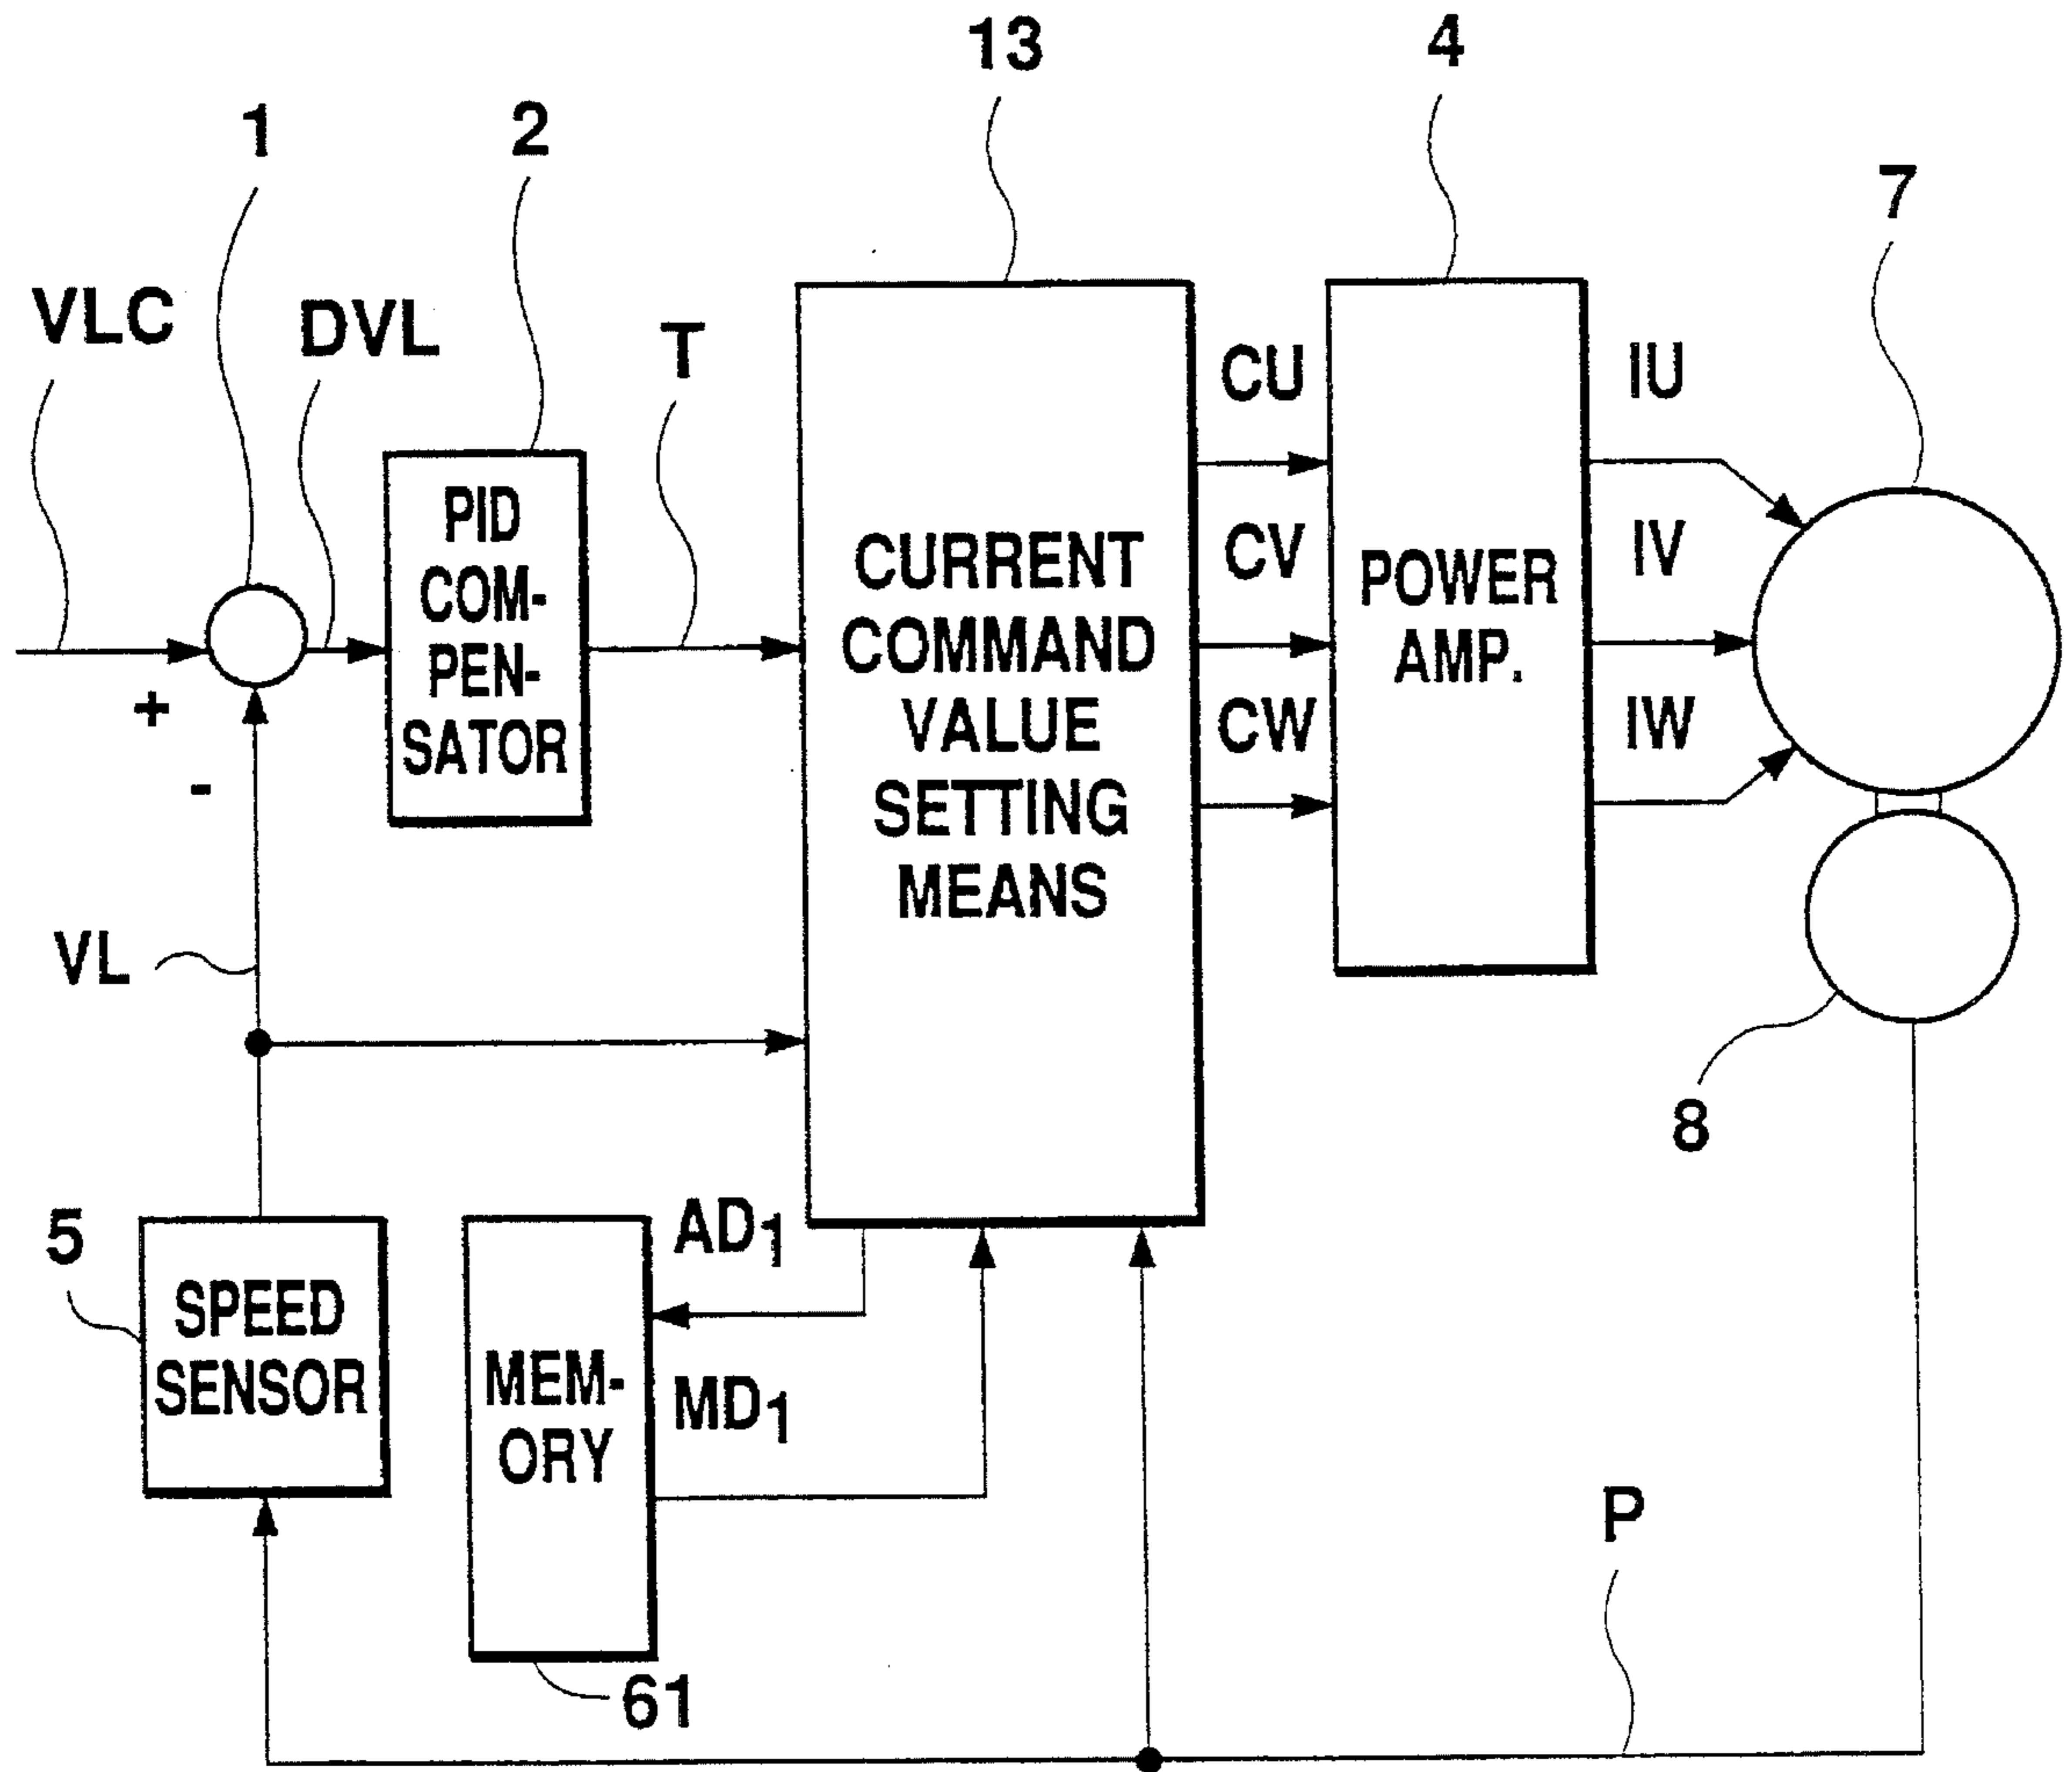 13
4
1
2
7
VLC
DVL
T
CU
IU
PID
COM-
PEN-
SATOR
CURRENT
COMMAND
VALUE
SETTING
MEANS
CV
POWER
AMP.
IV
CW
IW
+
-
VL
8
5
SPEED
SENSOR
AD1
MEM-
ORY
MD1
P
61